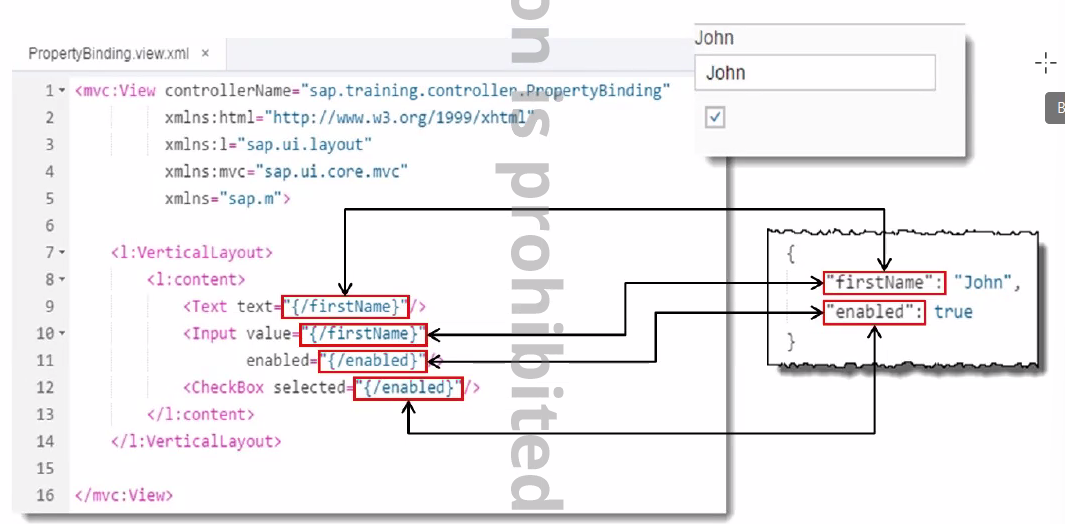 PropertyBinding.view.xml ×
1 <mvc:View controllerName="sap.training.controller.PropertyBinding"
2 xmlns:html="http://www.w3.org/1999/xhtml"
3 xmlns:l="sap.ui.layout"
4 xmlns:mvc="sap.ui.core.mvc"
5 xmlns="sap.m">
6
7 <l:VerticalLayout>
8 <l:content>
9 <Text text="{/firstName}"/>
10 <Input value="{/firstName}"
11 enabled="{/enabled}"/>
12 <CheckBox selected="{/enabled}"/>
13 </l:content>
14 </l:VerticalLayout>
15
16 </mvc:View>
John
John
{
"firstName": "John",
"enabled": true
}
on is prohibited
B